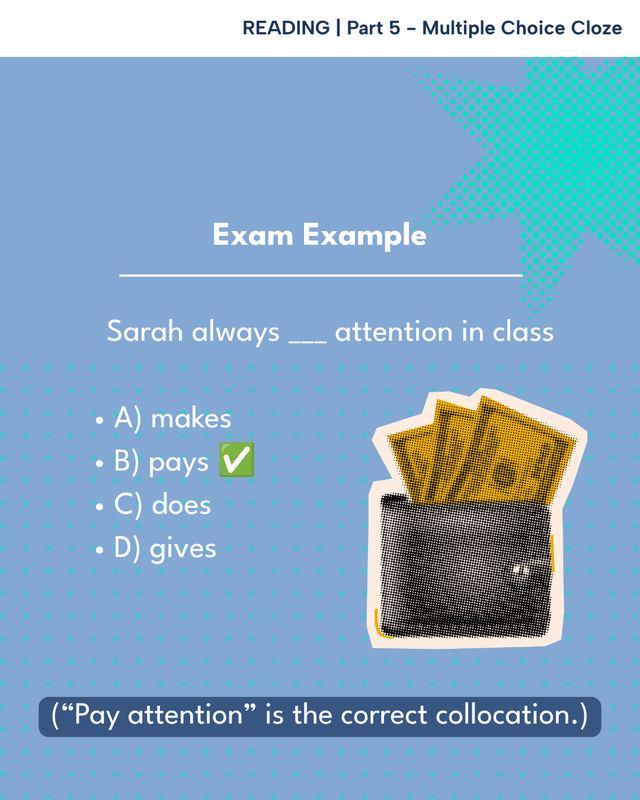 READING | Part 5 – Multiple Choice Cloze
Exam Example
Sarah always ___ attention in class
• A) makes
• B) pays ✅
• C) does
• D) gives
(“Pay attention” is the correct collocation.)